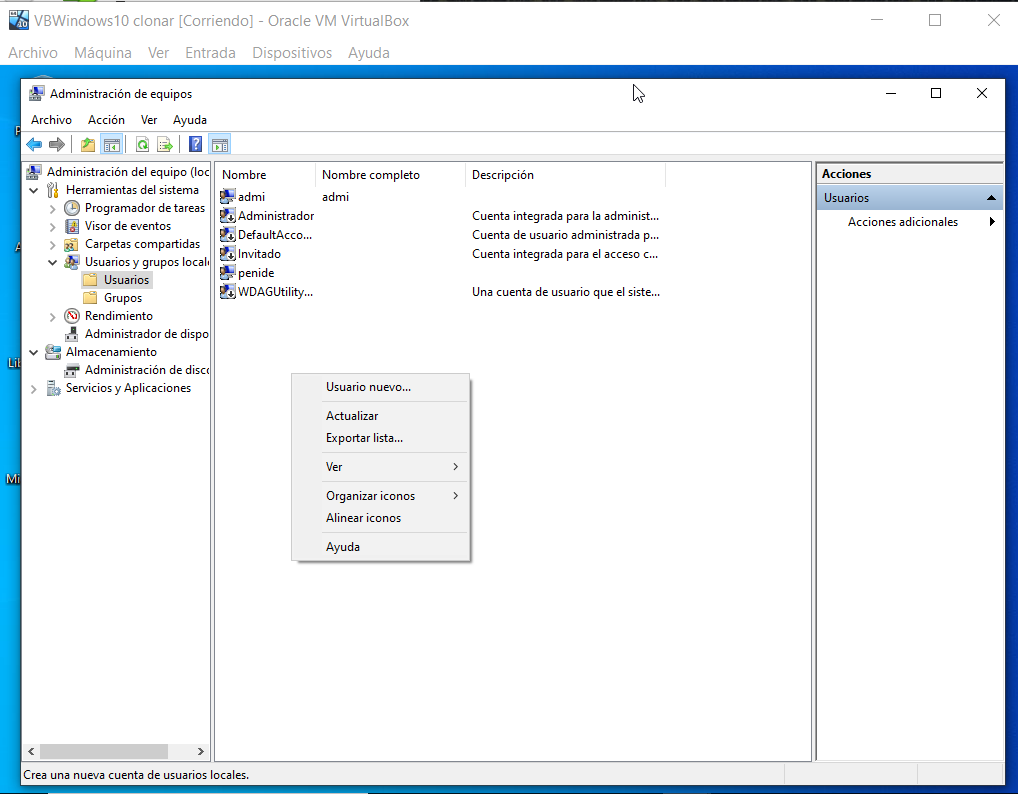 VBWindows10 clonar [Corriendo] - Oracle VM VirtualBox
Archivo Máquina Ver Entrada Dispositivos Ayuda
Administración de equipos
Archivo Acción Ver Ayuda
Administración del equipo (loc
Herramientas del sistema
Programador de tareas
Visor de eventos
Carpetas compartidas
Usuarios y grupos locale
Usuarios
Grupos
Rendimiento
Administrador de dispo
Almacenamiento
Administración de disco
Servicios y Aplicaciones
Nombre Nombre completo Descripción
admi admi
Administrador Cuenta integrada para la administ...
DefaultAcco... Cuenta de usuario administrada p...
Invitado Cuenta integrada para el acceso c...
penide
WDAGUtility... Una cuenta de usuario que el siste...
Usuario nuevo...
Actualizar
Exportar lista...
Ver
Organizar iconos
Alinear iconos
Ayuda
Acciones
Usuarios
Acciones adicionales
Crea una nueva cuenta de usuarios locales.